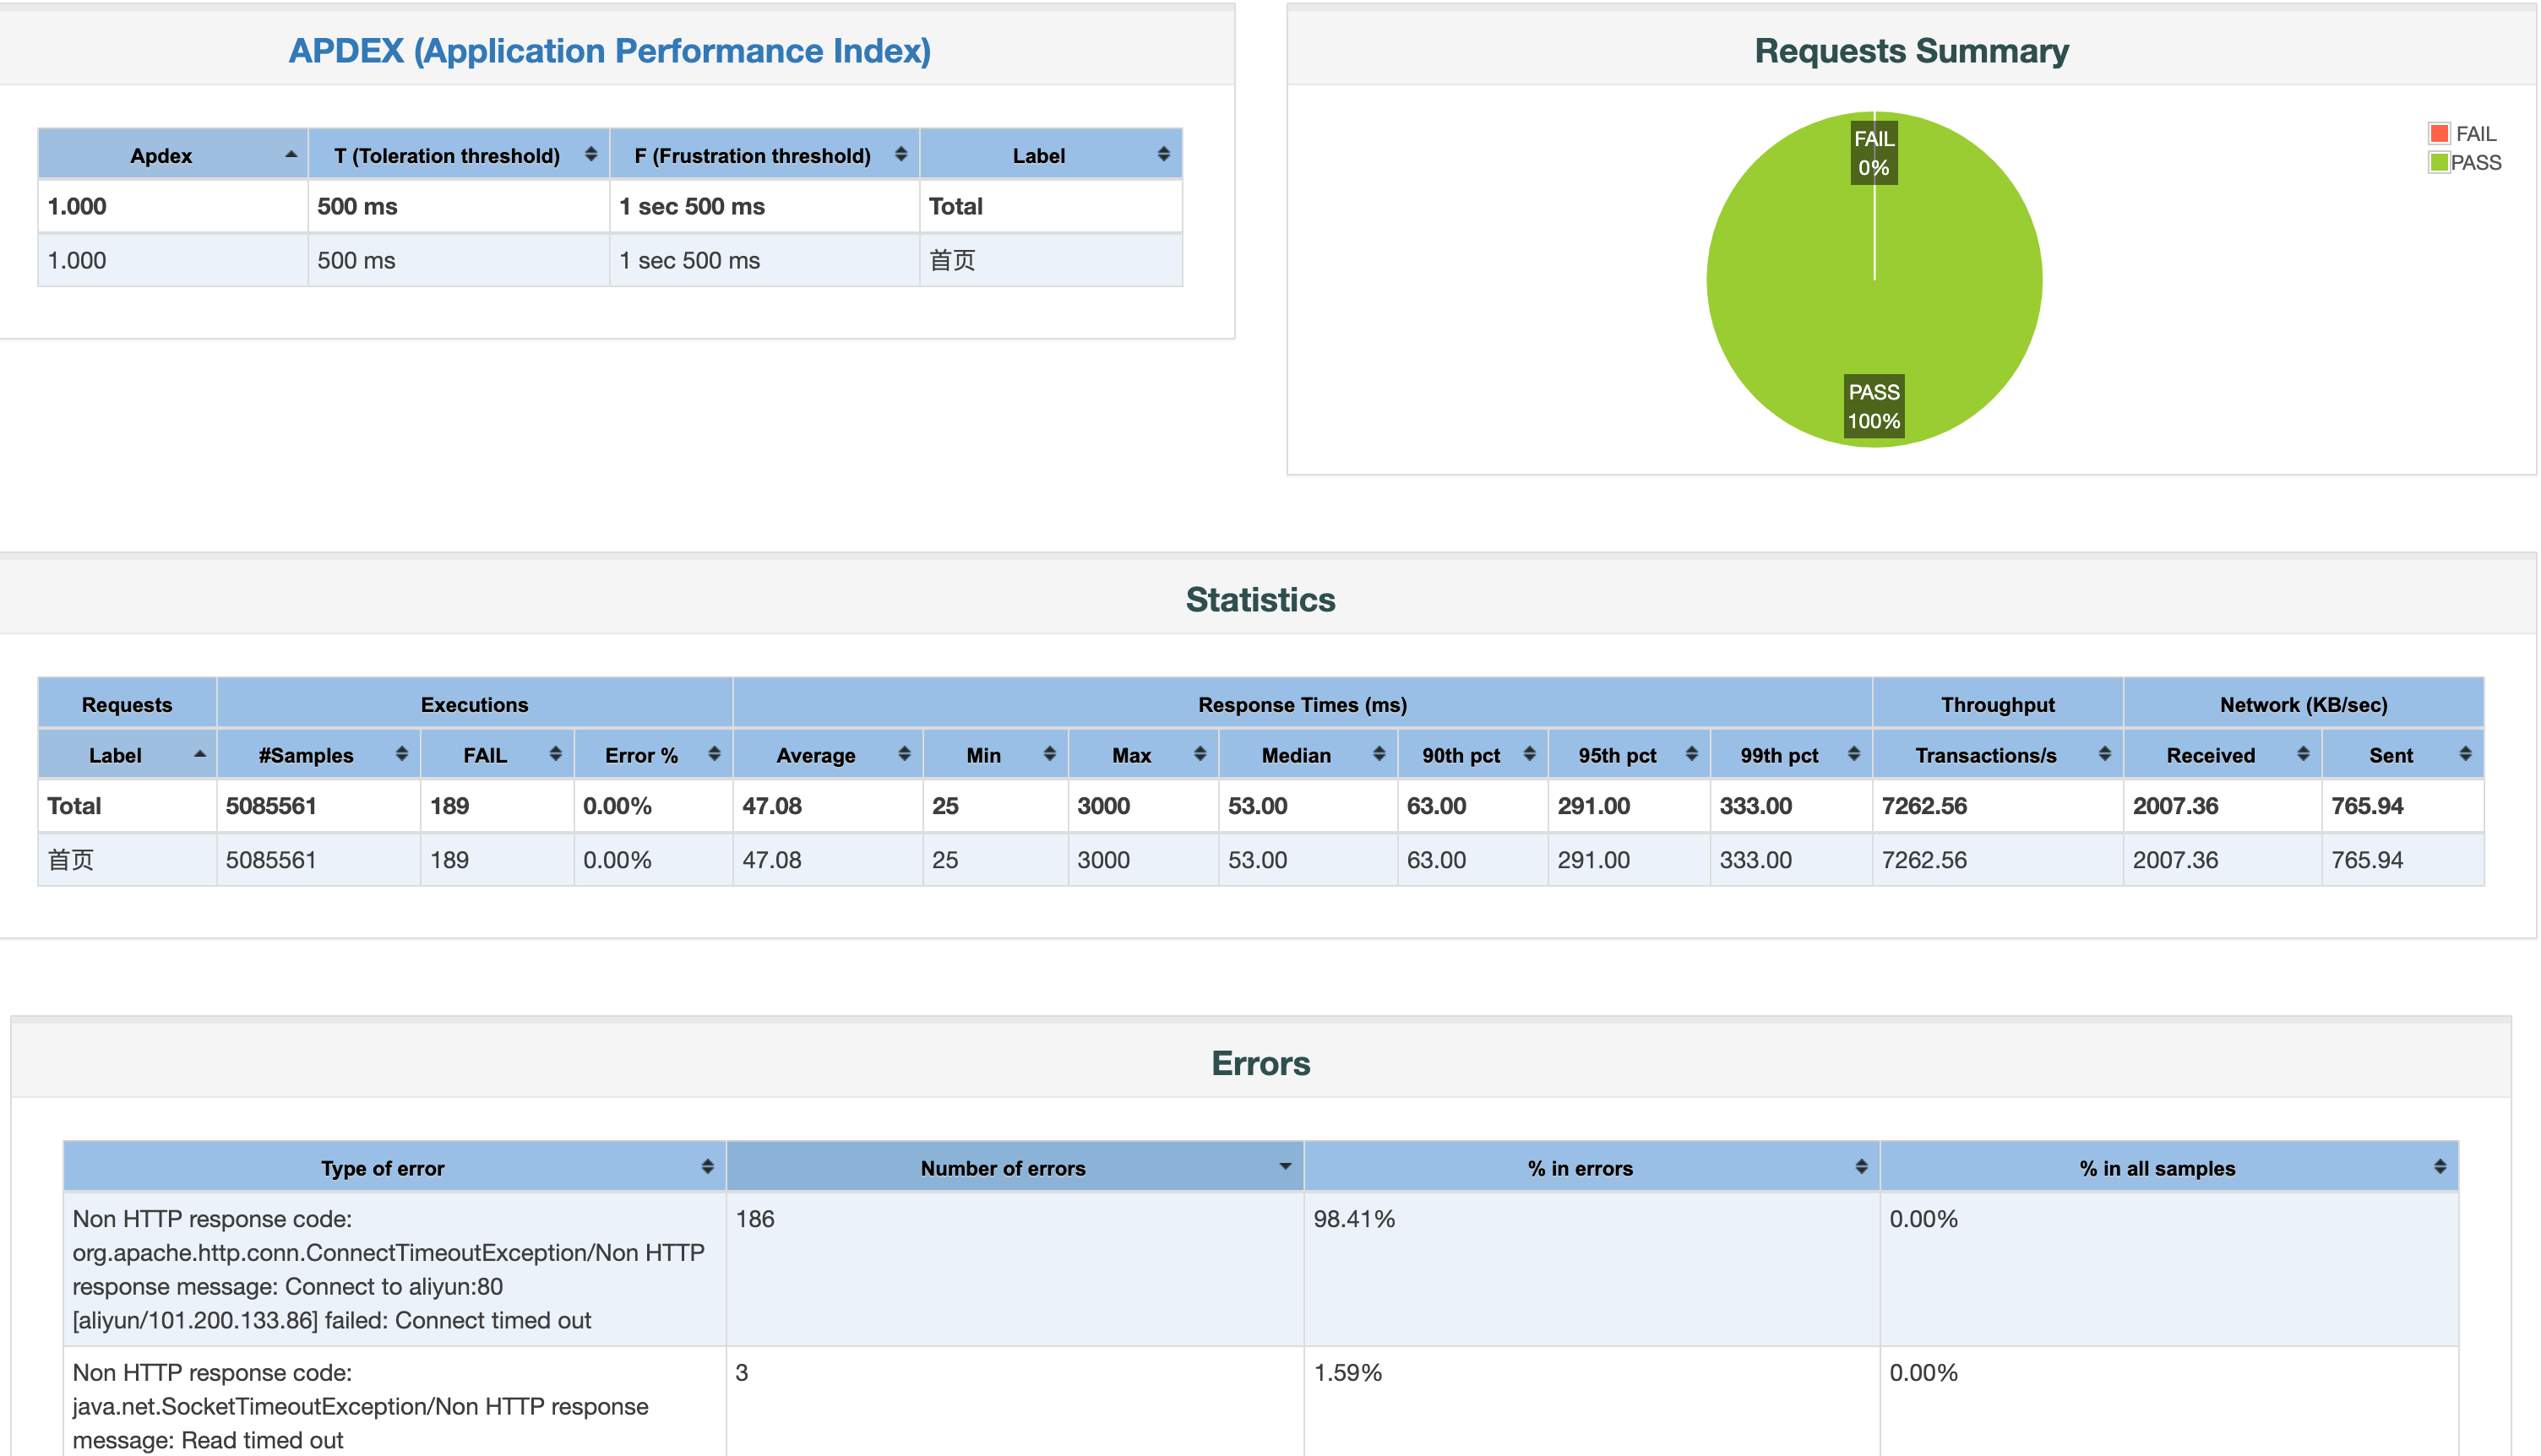 APDEX (Application Performance Index)
Apdex T (Toleration threshold) F (Frustration threshold) Label
1.000 500 ms 1 sec 500 ms Total
1.000 500 ms 1 sec 500 ms 首页
Requests Summary
FAIL
0%
PASS
100%
FAIL
PASS
Statistics
Requests Executions Response Times (ms) Throughput Network (KB/sec)
Label #Samples FAIL Error % Average Min Max Median 90th pct 95th pct 99th pct Transactions/s Received Sent
Total 5085561 189 0.00% 47.08 25 3000 53.00 63.00 291.00 333.00 7262.56 2007.36 765.94
首页 5085561 189 0.00% 47.08 25 3000 53.00 63.00 291.00 333.00 7262.56 2007.36 765.94
Errors
Type of error Number of errors % in errors % in all samples
Non HTTP response code: 186 98.41% 0.00%
org.apache.http.conn.ConnectTimeoutException/Non HTTP
response message: Connect to aliyun:80
[aliyun/101.200.133.86] failed: Connect timed out
Non HTTP response code: 3 1.59% 0.00%
java.net.SocketTimeoutException/Non HTTP response
message: Read timed out